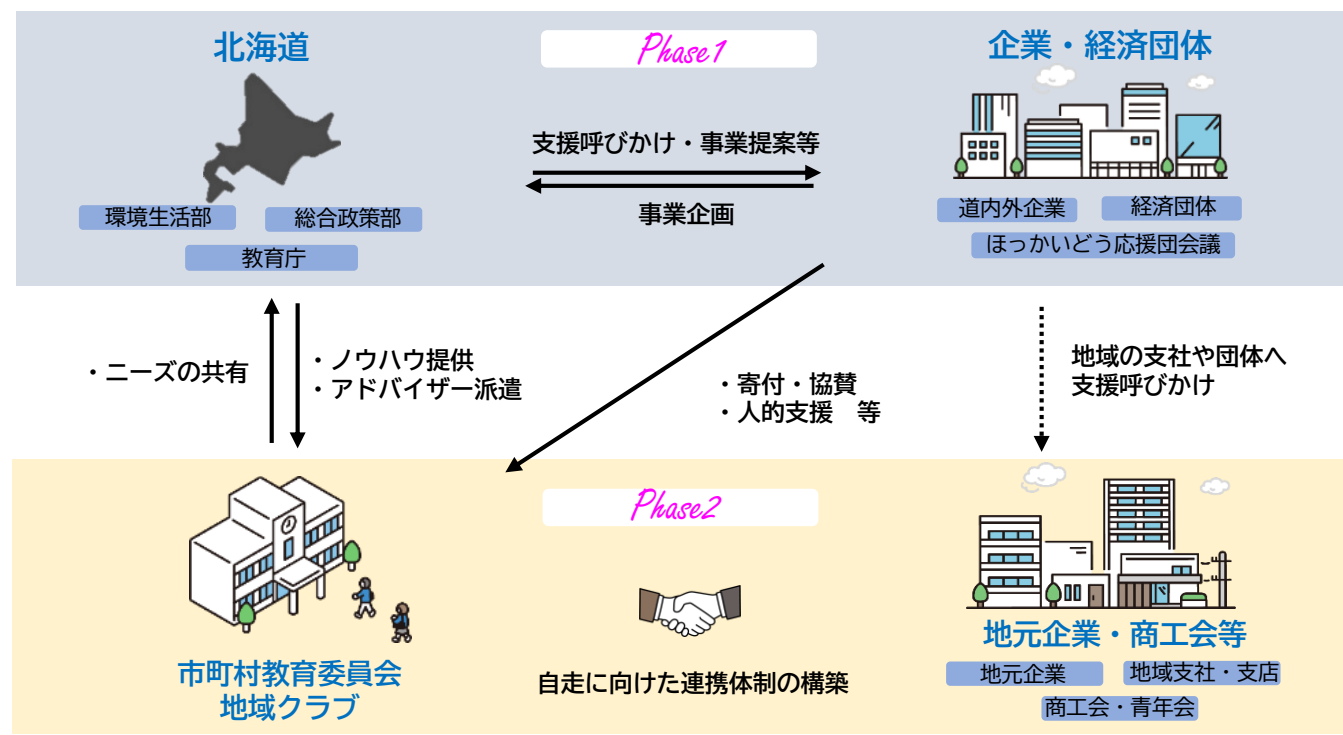 北海道
Phase1
企業・経済団体
支援呼びかけ・事業提案等
事業企画
環境生活部
総合政策部
教育庁
道内外企業
経済団体
ほっかいどう応援団会議
・ニーズの共有
・ノウハウ提供
・アドバイザー派遣
・寄付・協賛
・人的支援　等
地域の支社や団体へ
支援呼びかけ
Phase2
市町村教育委員会
地域クラブ
自走に向けた連携体制の構築
地元企業・商工会等
地元企業
地域支社・支店
商工会・青年会